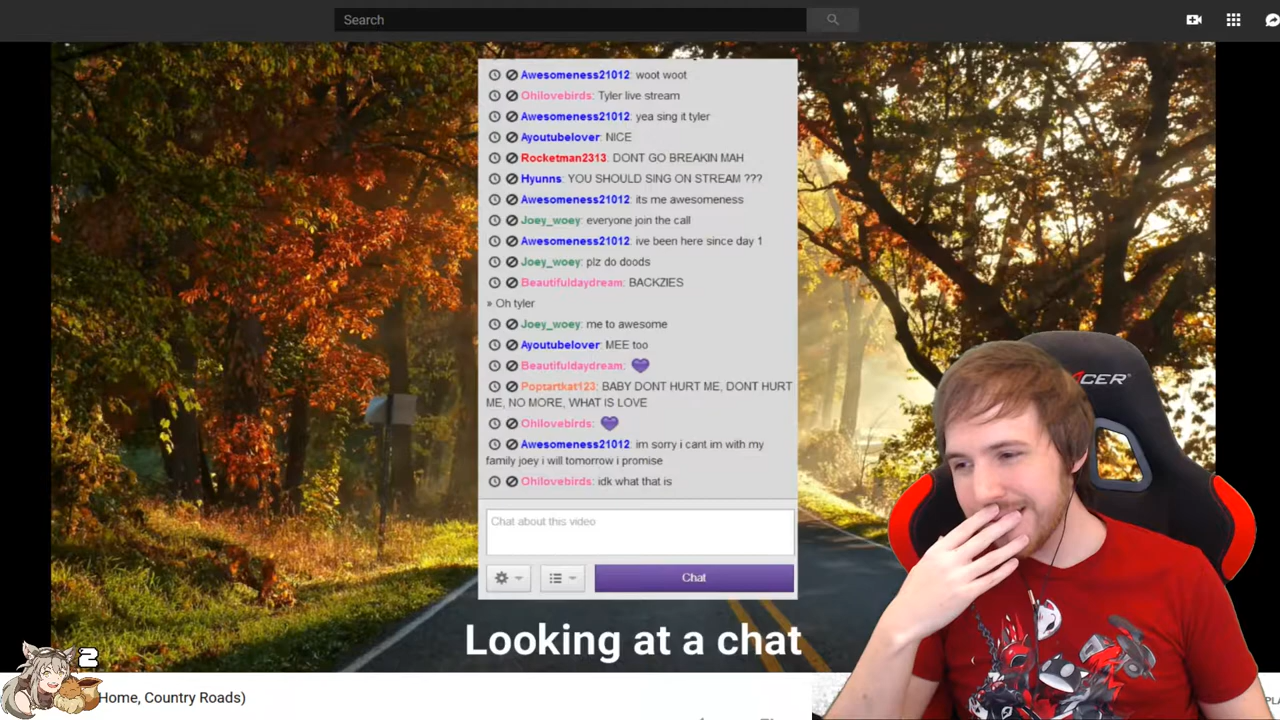 Search
Awesomeness21012: woot woot
Ohilovebirds: Tyler live stream
Awesomeness21012: yea sing it tyler
Ayoutubelover: NICE
Rocketman2313: DONT GO BREAKIN MAH
Hyunns: YOU SHOULD SING ON STREAM ???
Awesomeness21012: its me awesomeness
Joey_woey: everyone join the call
Awesomeness21012: ive been here since day 1
Joey_woey: plz do doods
Beautifuldaydream: BACKZIES
» Oh tyler
Joey_woey: me to awesome
Ayoutubelover: MEE too
Beautifuldaydream:
Poptartkat123: BABY DONT HURT ME, DONT HURT
ME, NO MORE, WHAT IS LOVE
Ohilovebirds:
Awesomeness21012: im sorry i cant im with my
family joey i will tomorrow i promise
Ohilovebirds: idk what that is
Chat about this video
Chat
Looking at a chat
2
Home, Country Roads)
ACER